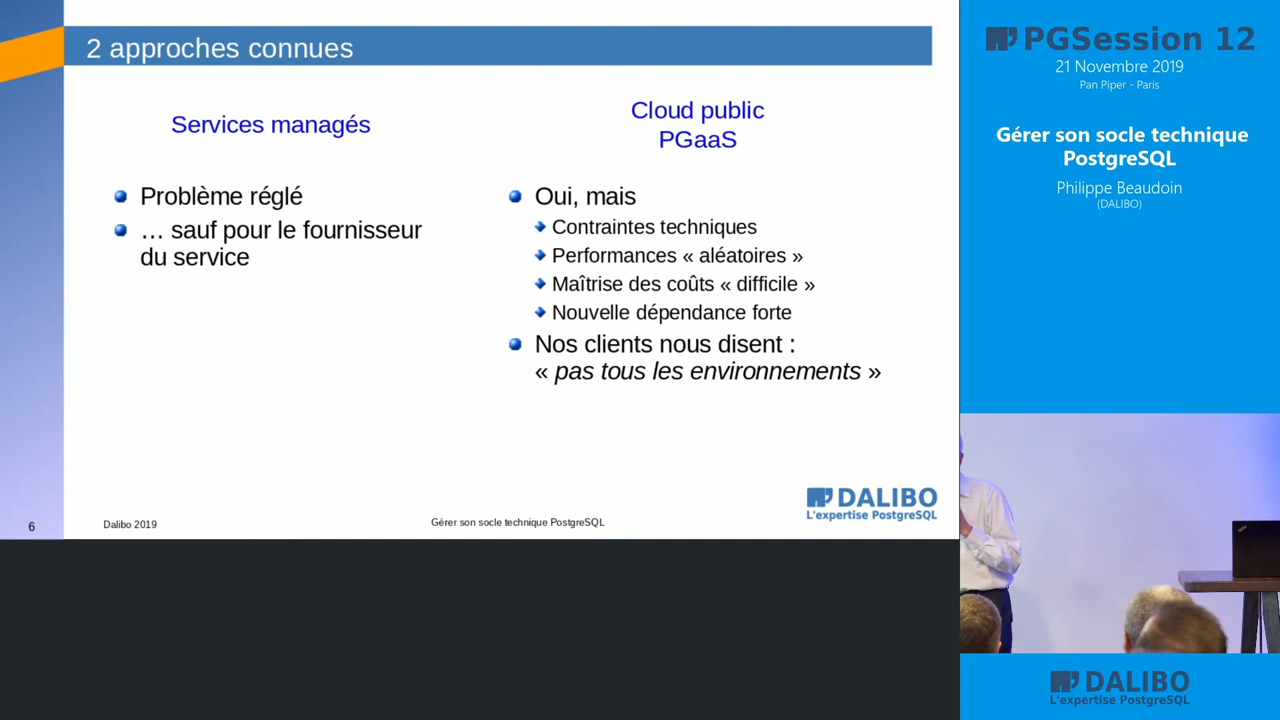 2 approches connues
Services managés
Problème réglé
… sauf pour le fournisseur
du service
Cloud public
PGaaS
Oui, mais
Contraintes techniques
Performances « aléatoires »
Maîtrise des coûts « difficile »
Nouvelle dépendance forte
Nos clients nous disent :
« pas tous les environnements »
DALIBO
L'expertise PostgreSQL
6
Dalibo 2019
Gérer son socle technique PostgreSQL
PGSession 12
21 Novembre 2019
Pan Piper - Paris
Gérer son socle technique
PostgreSQL
Philippe Beaudoin
(DALIBO)
DALIBO
L'expertise PostgreSQL